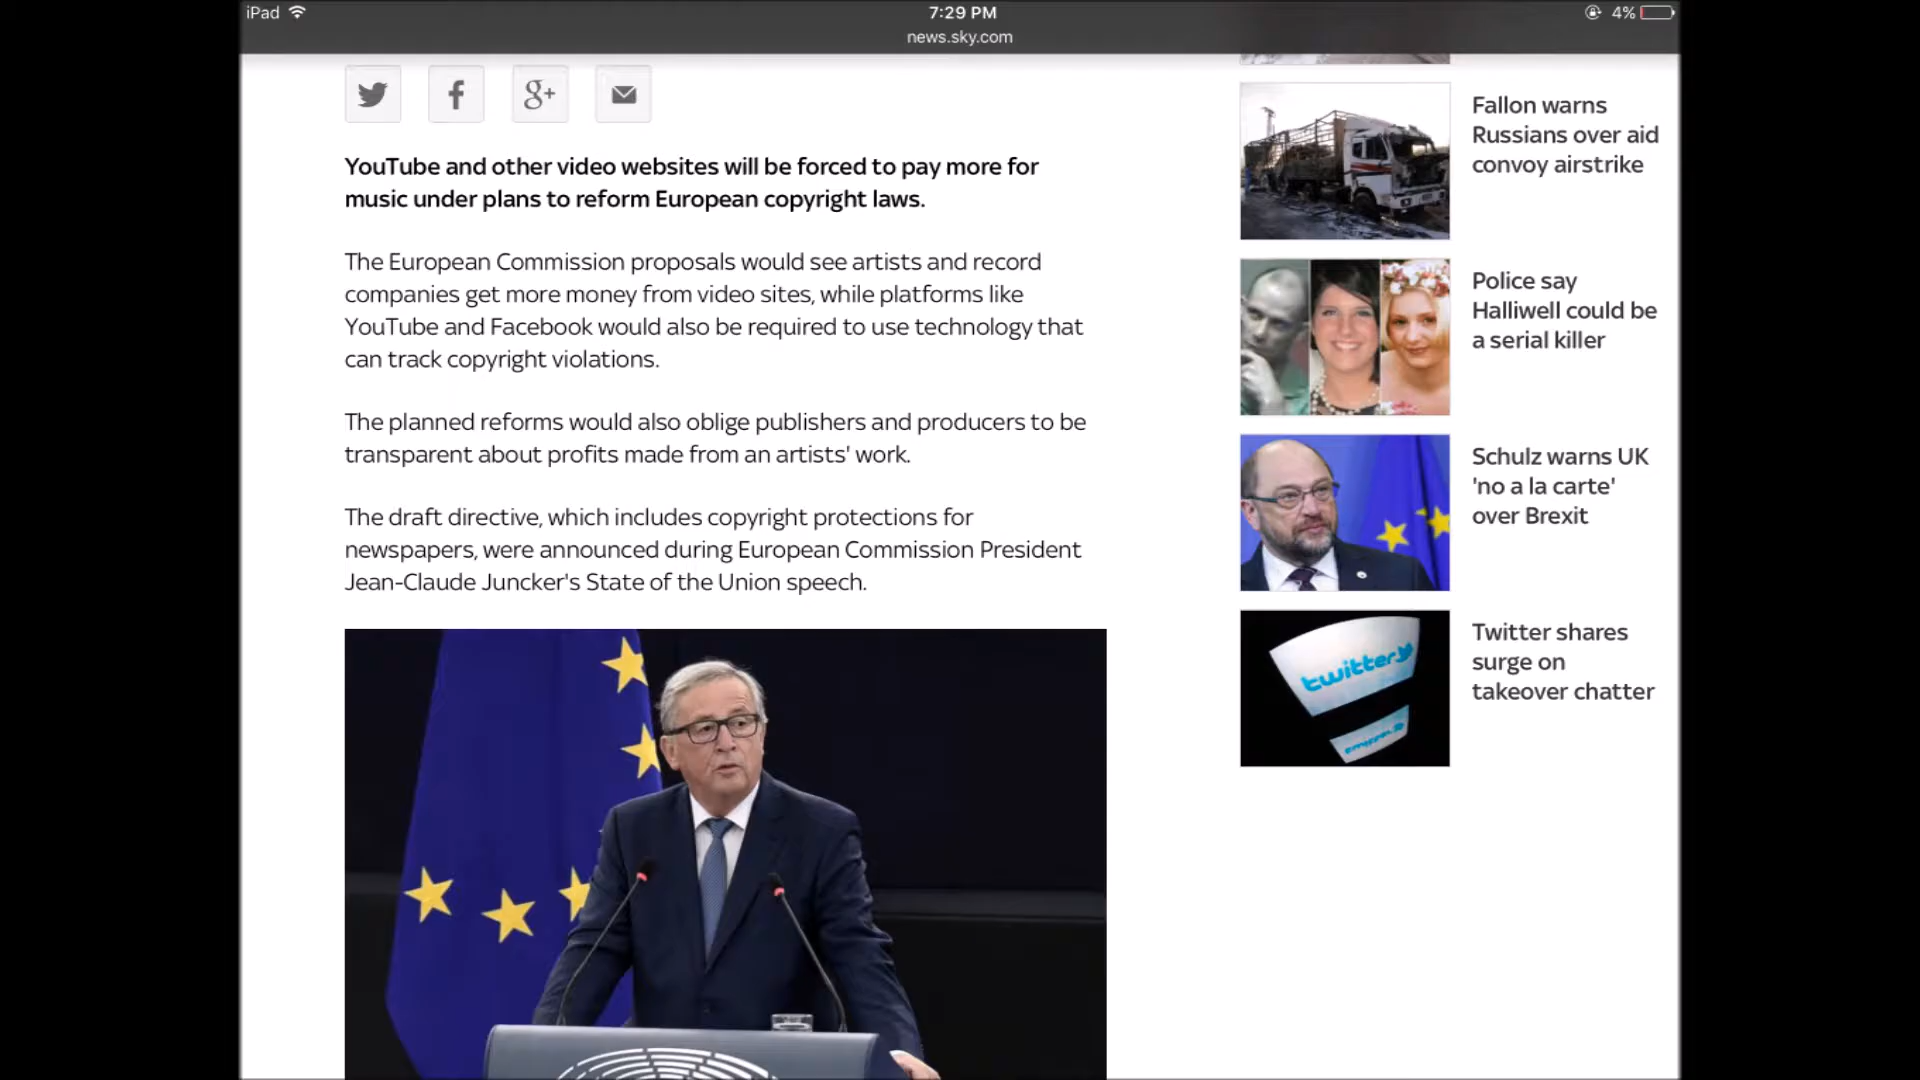 iPad
7:29 PM
4%
news.sky.com
YouTube and other video websites will be forced to pay more for
music under plans to reform European copyright laws.
The European Commission proposals would see artists and record
companies get more money from video sites, while platforms like
YouTube and Facebook would also be required to use technology that
can track copyright violations.
The planned reforms would also oblige publishers and producers to be
transparent about profits made from an artists' work.
The draft directive, which includes copyright protections for
newspapers, were announced during European Commission President
Jean-Claude Juncker's State of the Union speech.
Fallon warns
Russians over aid
convoy airstrike
Police say
Halliwell could be
a serial killer
Schulz warns UK
'no a la carte'
over Brexit
twitter
Twitter shares
surge on
takeover chatter